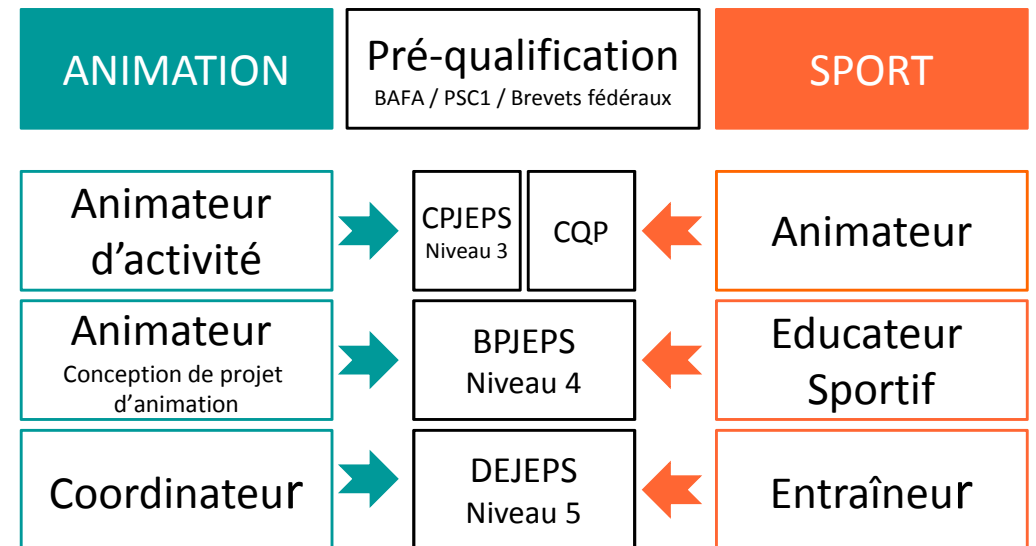 ANIMATION
Pré-qualification
BAFA / PSC1 / Brevets fédéraux
SPORT
Animateur
d’activité
CPJEPS
Niveau 3
CQP
Animateur
Animateur
Conception de projet
d’animation
BPJEPS
Niveau 4
Educateur
Sportif
Coordinateur
DEJEPS
Niveau 5
Entraîneur